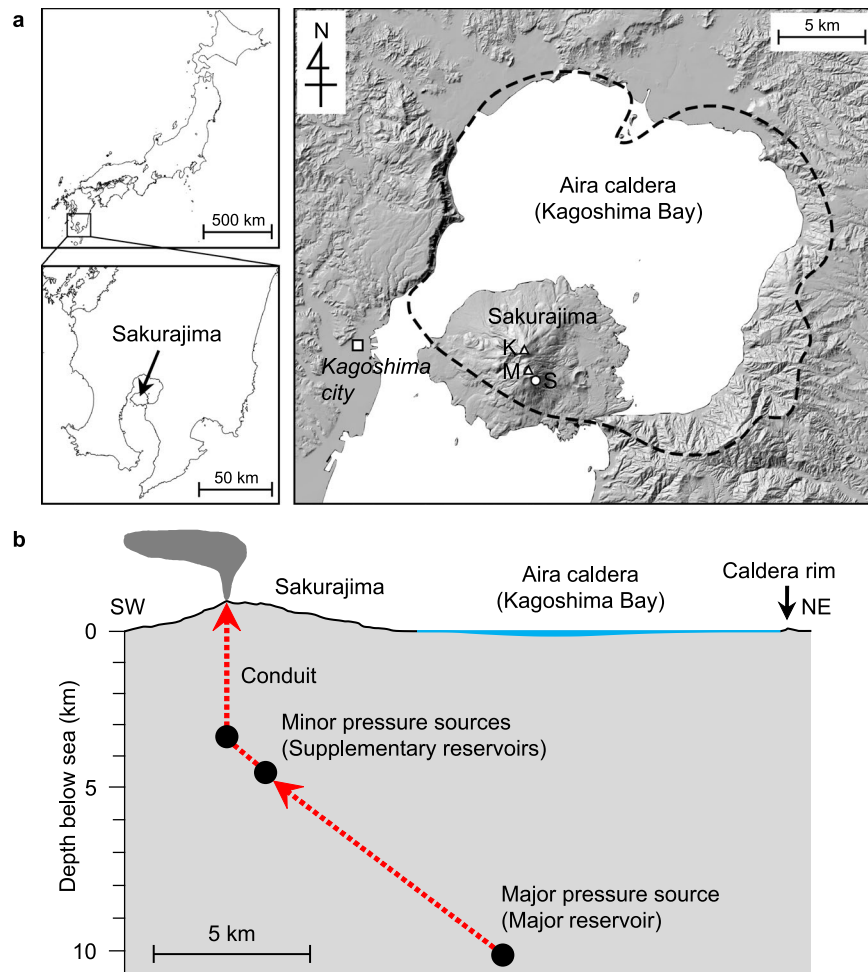 a
500 km
Sakurajima
50 km
N
5 km
Aira caldera
(Kagoshima Bay)
Sakurajima
K
M
S
Kagoshima
city
b
SW
Sakurajima
Aira caldera
(Kagoshima Bay)
Caldera rim
NE
0
Conduit
Minor pressure sources
(Supplementary reservoirs)
5
Depth below sea (km)
Major pressure source
(Major reservoir)
5 km
10